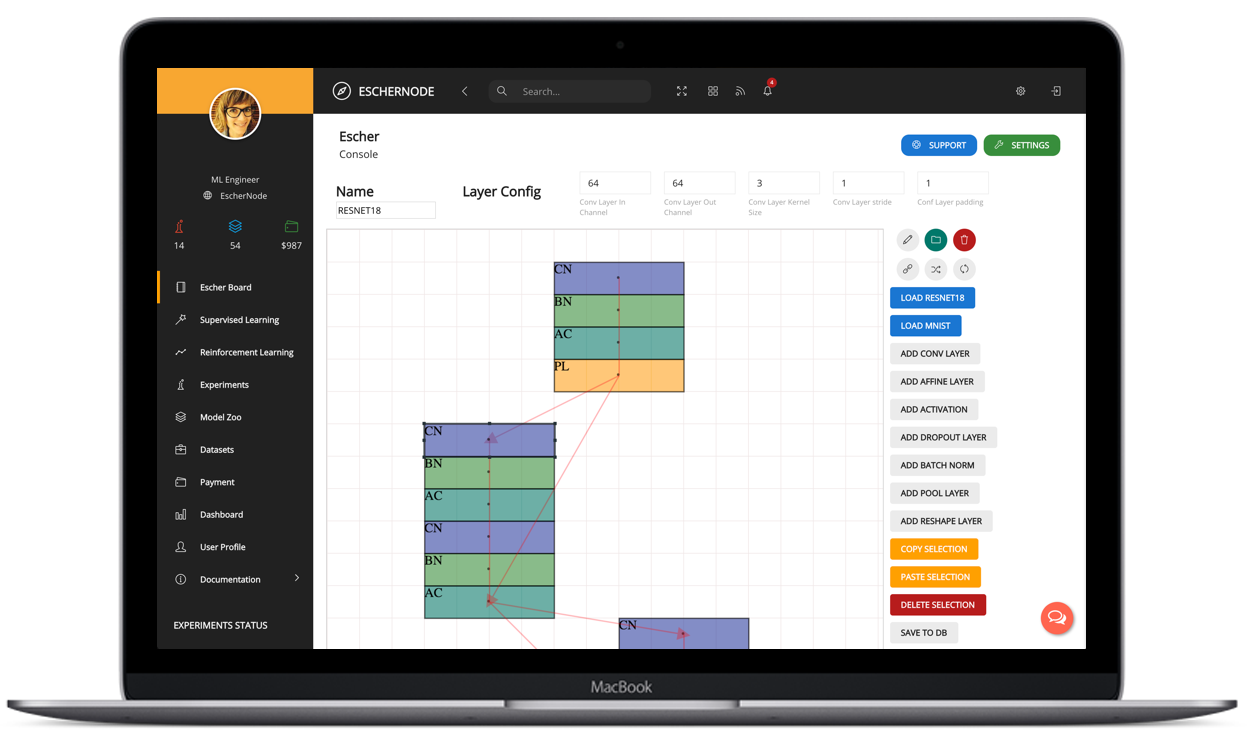 ESCHERNODE
Search...
4
ML Engineer
EscherNode
14
54
$987
Escher Board
Supervised Learning
Reinforcement Learning
Experiments
Model Zoo
Datasets
Payment
Dashboard
User Profile
Documentation
EXPERIMENTS STATUS
Escher
Console
SUPPORT
SETTINGS
Name
RESNET18
Layer Config
64
Conv Layer In
Channel
64
Conv Layer Out
Channel
3
Conv Layer Kernel
Size
1
Conv Layer stride
1
Conf Layer padding
CN
BN
AC
PL
CN
BN
AC
CN
BN
AC
CN
LOAD RESNET18
LOAD MNIST
ADD CONV LAYER
ADD AFFINE LAYER
ADD ACTIVATION
ADD DROPOUT LAYER
ADD BATCH NORM
ADD POOL LAYER
ADD RESHAPE LAYER
COPY SELECTION
PASTE SELECTION
DELETE SELECTION
SAVE TO DB
MacBook